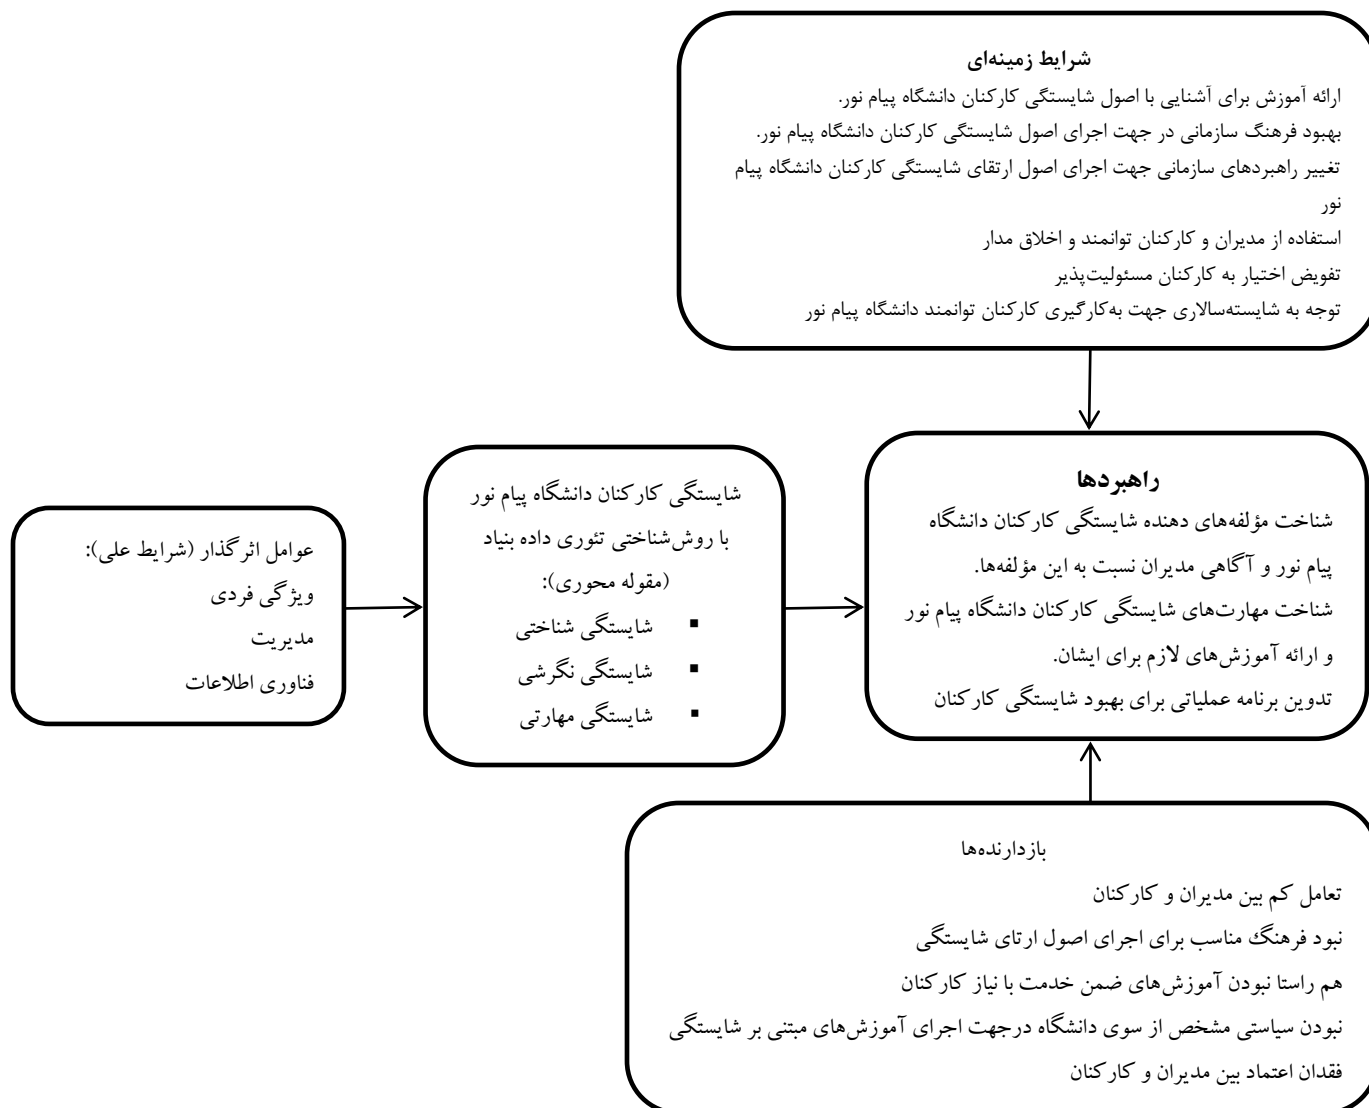 شرایط زمینه‌ای
ارائه آموزش برای آشنایی با اصول شایستگی کارکنان دانشگاه پیام نور.
بهبود فرهنگ سازمانی در جهت اجرای اصول شایستگی کارکنان دانشگاه پیام نور.
تغییر راهبردهای سازمانی جهت اجرای اصول ارتقای شایستگی کارکنان دانشگاه پیام
نور
استفاده از مدیران و کارکنان توانمند و اخلاق مدار
تفویض اختیار به کارکنان مسئولیت‌پذیر
توجه به شایسته‌سالاری جهت به‌کارگیری کارکنان توانمند دانشگاه پیام نور
راهبردها
شناخت مؤلفه‌های دهنده شایستگی کارکنان دانشگاه
پیام نور و آگاهی مدیران نسبت به این مؤلفه‌ها.
شناخت مهارت‌های شایستگی کارکنان دانشگاه پیام نور
و ارائه آموزش‌های لازم برای ایشان.
تدوین برنامه عملیاتی برای بهبود شایستگی کارکنان
شایستگی کارکنان دانشگاه پیام نور
با روش‌شناختی تئوری داده بنیاد
(مقوله محوری):
▪ شایستگی شناختی
▪ شایستگی نگرشی
▪ شایستگی مهارتی
عوامل اثرگذار (شرایط علی):
ویژگی فردی
مدیریت
فناوری اطلاعات
بازدارنده‌ها
تعامل کم بین مدیران و کارکنان
نبود فرهنگ مناسب برای اجرای اصول ارتای شایستگی
هم راستا نبودن آموزش‌های ضمن خدمت با نیاز کارکنان
نبودن سیاستی مشخص از سوی دانشگاه درجهت اجرای آموزش‌های مبتنی بر شایستگی
فقدان اعتماد بین مدیران و کارکنان